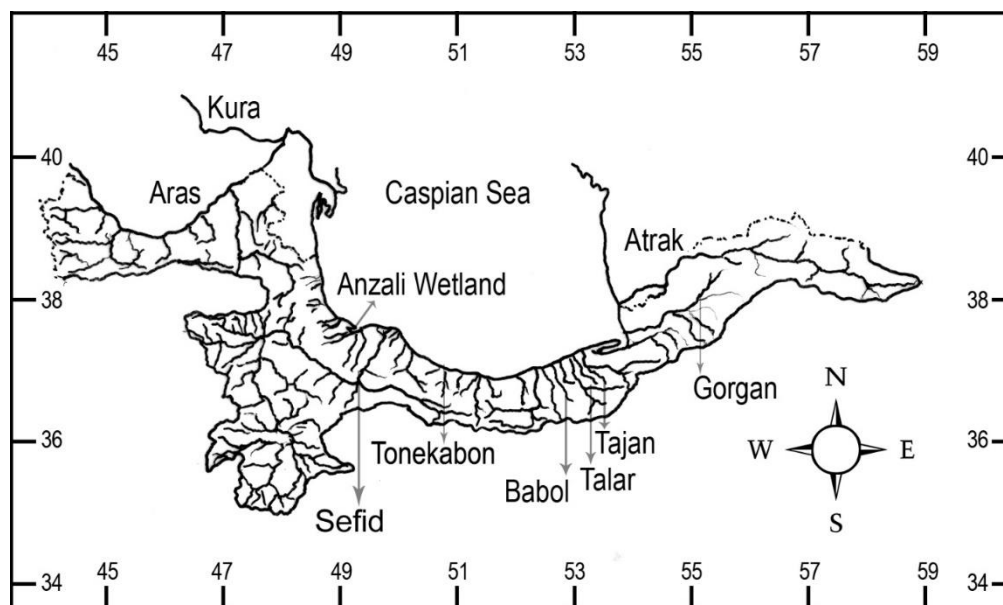 45 47 49 51 53 55 57 59
Kura
40 40
Aras
Caspian Sea
Atrak
38 38
Anzali Wetland
Gorgan
N
36 36
Tonekabon
Tajan
W E
Babol
Talar
S
Sefid
34 34
45 47 49 51 53 55 57 59